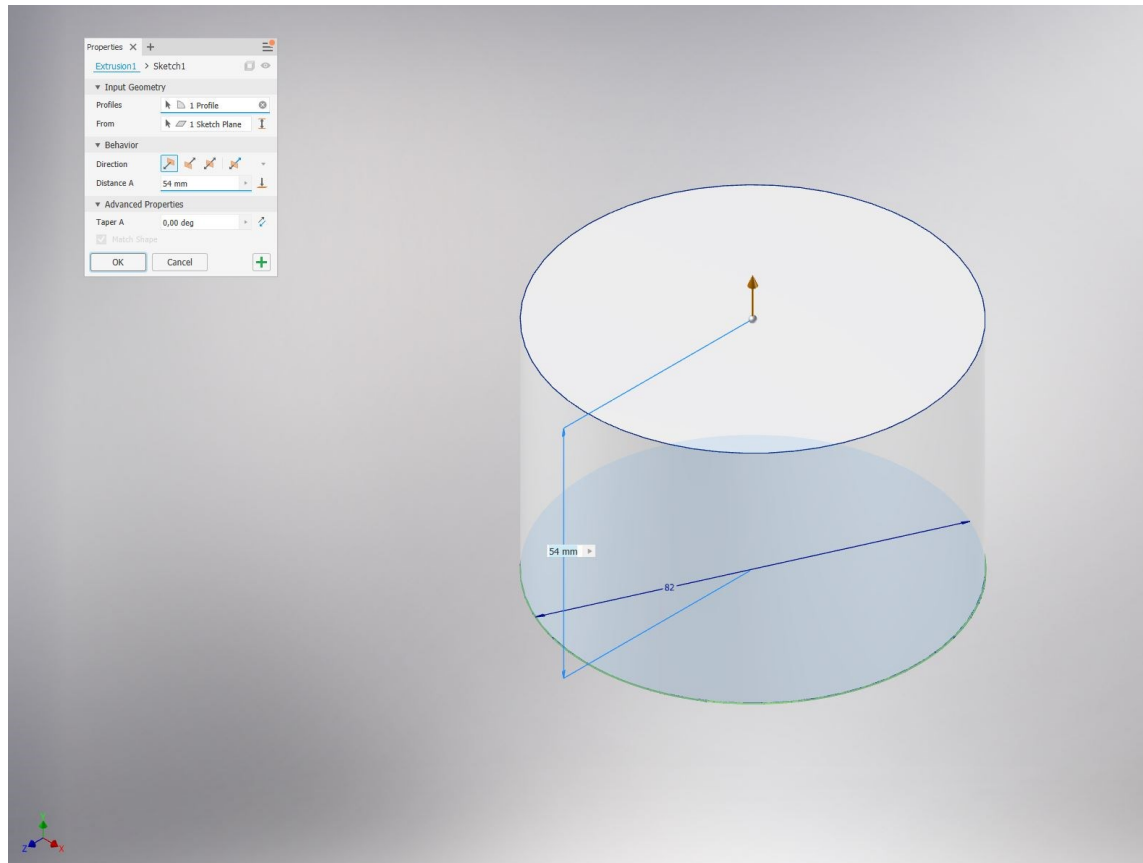 Properties
Extrusion1 > Sketch1
Input Geometry
Profiles 1 Profile
From 1 Sketch Plane
Behavior
Direction
Distance A 54 mm
Advanced Properties
Taper A 0,00 deg
Match Shape
OK Cancel
54 mm
82
Z X